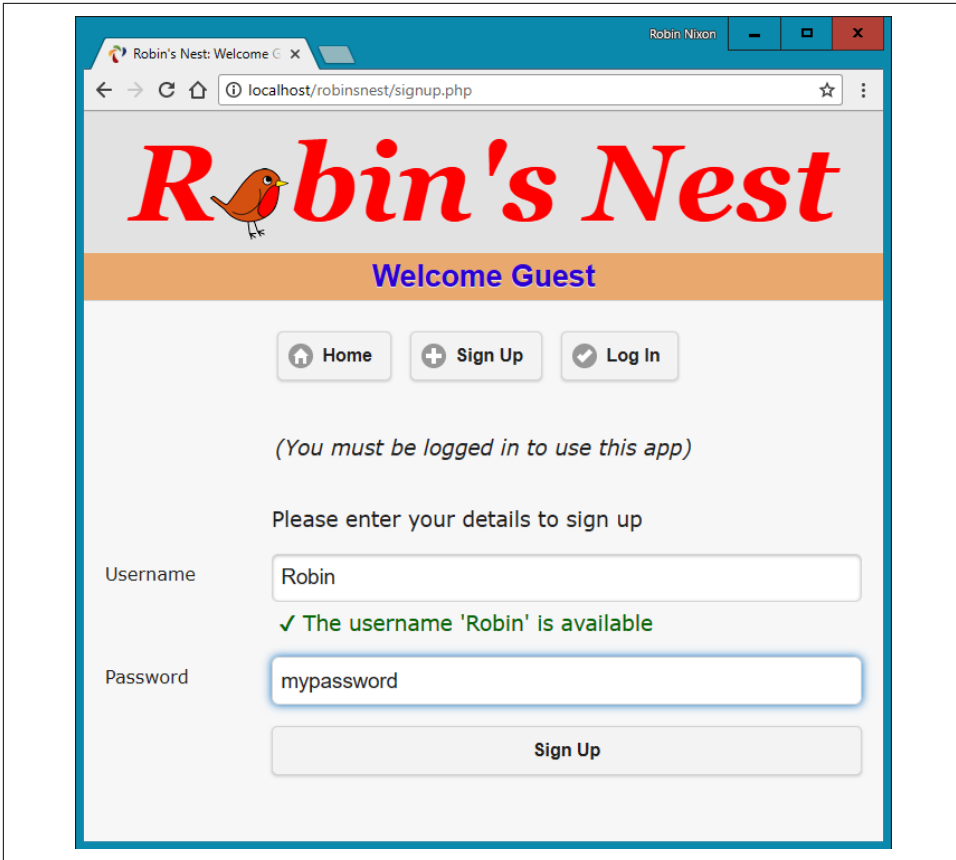 Robin Nixon
Robin's Nest: Welcome G
localhost/robinsnest/signup.php
Robin's Nest
Welcome Guest
Home Sign Up Log In
(You must be logged in to use this app)
Please enter your details to sign up
Username Robin
✓ The username 'Robin' is available
Password mypassword
Sign Up